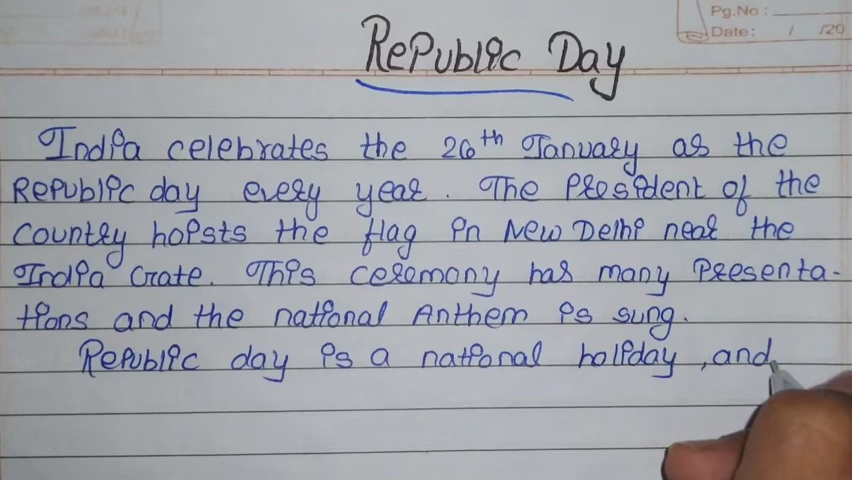 Pg.No :
Date: / /20
Republic Day
India celebrates the 26th January as the
Republic day every year. The President of the
country hoists the flag in New Delhi near the
India Gate. This ceremony has many Presenta-
tions and the national Anthem is sung.
Republic day is a national holiday, and